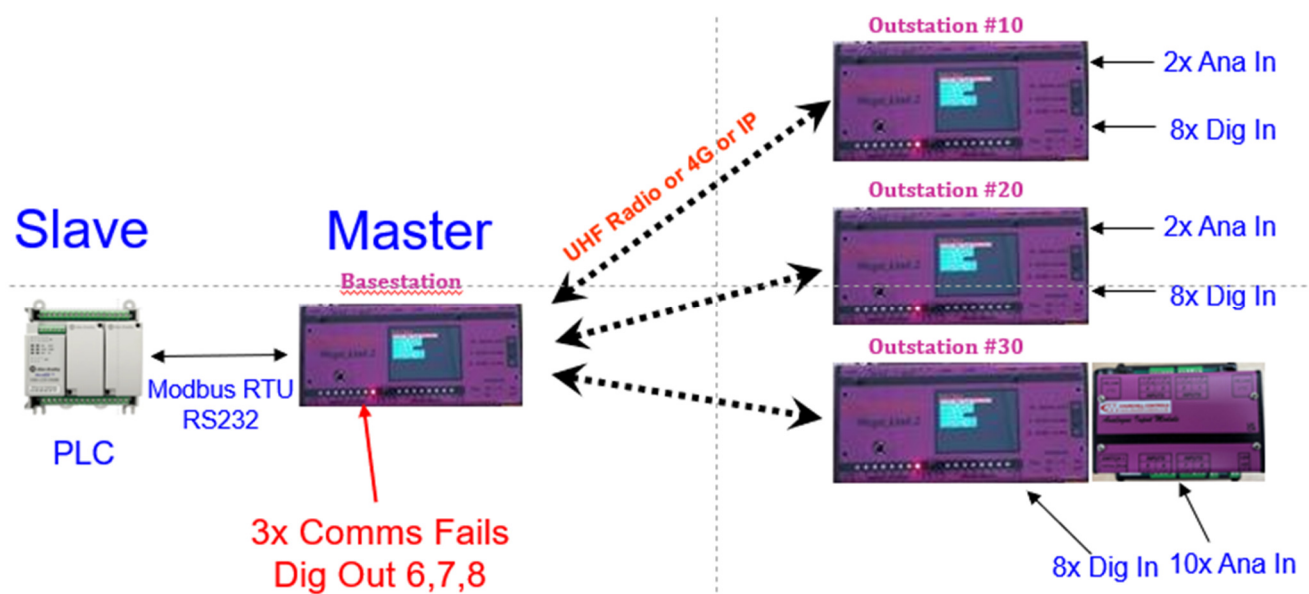 Outstation #10
2x Ana In
8x Dig In
UHF Radio or 4G or IP
Outstation #20
2x Ana In
8x Dig In
Slave
Master
Basestation
Modbus RTU
RS232
PLC
Outstation #30
3x Comms Fails
Dig Out 6,7,8
8x Dig In
10x Ana In